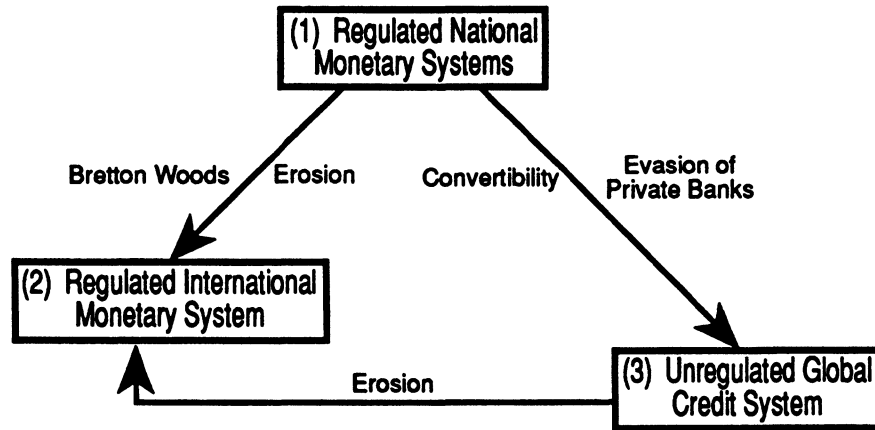 (1) Regulated National
Monetary Systems
Bretton Woods
Erosion
Convertibility
Evasion of
Private Banks
(2) Regulated International
Monetary System
Erosion
(3) Unregulated Global
Credit System